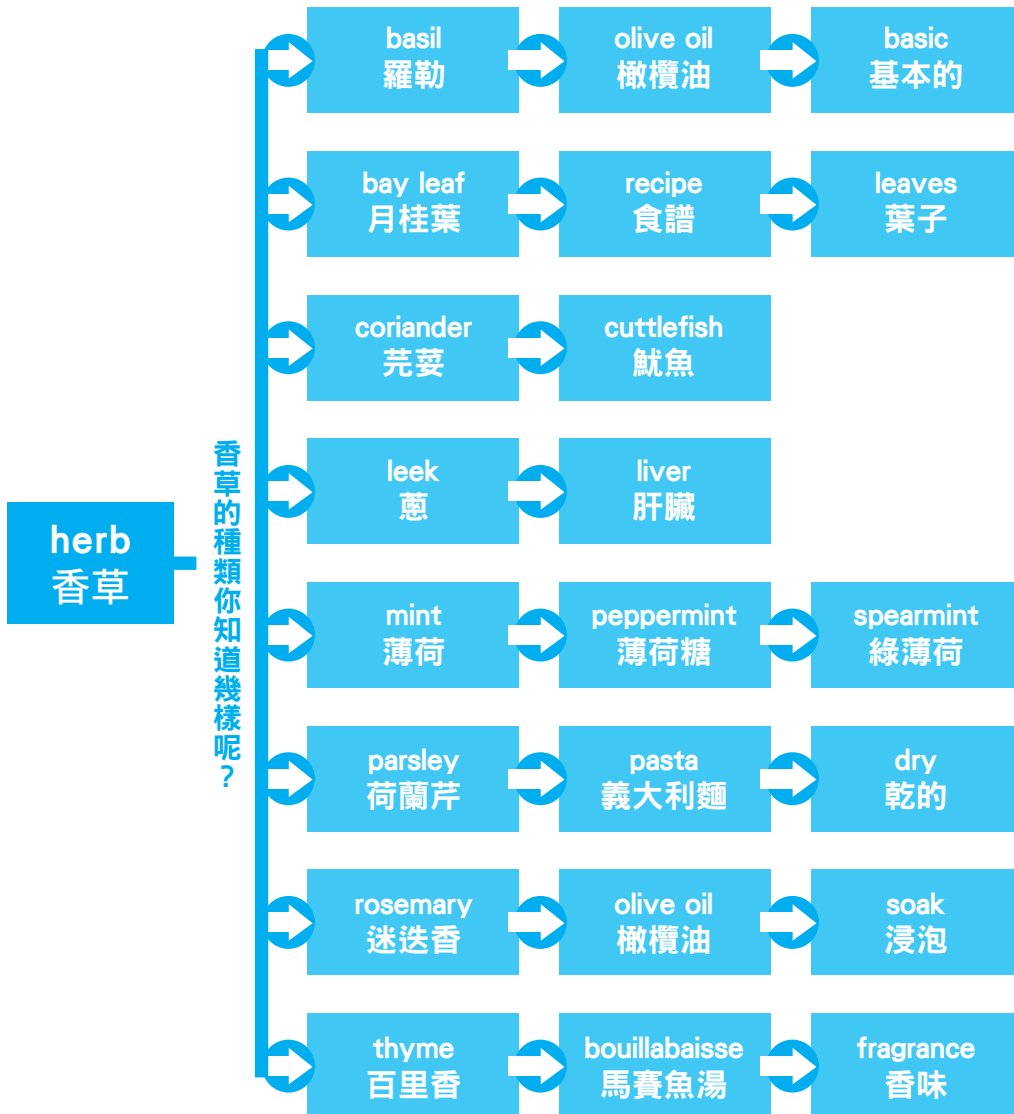 herb
香草
香草的種類你知道幾樣呢？
basil
羅勒
olive oil
橄欖油
basic
基本的
bay leaf
月桂葉
recipe
食譜
leaves
葉子
coriander
芫荽
cuttlefish
魷魚
leek
蔥
liver
肝臟
mint
薄荷
peppermint
薄荷糖
spearmint
綠薄荷
parsley
荷蘭芹
pasta
義大利麵
dry
乾的
rosemary
迷迭香
olive oil
橄欖油
soak
浸泡
thyme
百里香
bouillabaisse
馬賽魚湯
fragrance
香味